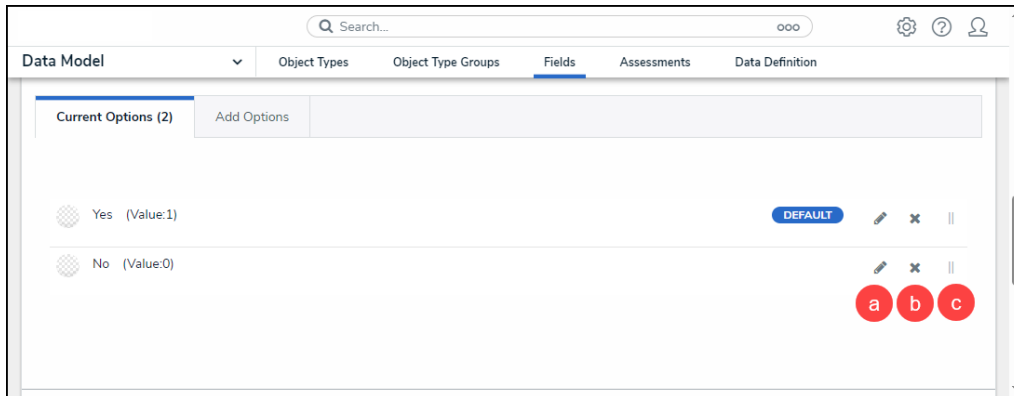 Search...
Data Model Object Types Object Type Groups Fields Assessments Data Definition
Current Options (2) Add Options
Yes (Value:1) DEFAULT
No (Value:0)
a b c